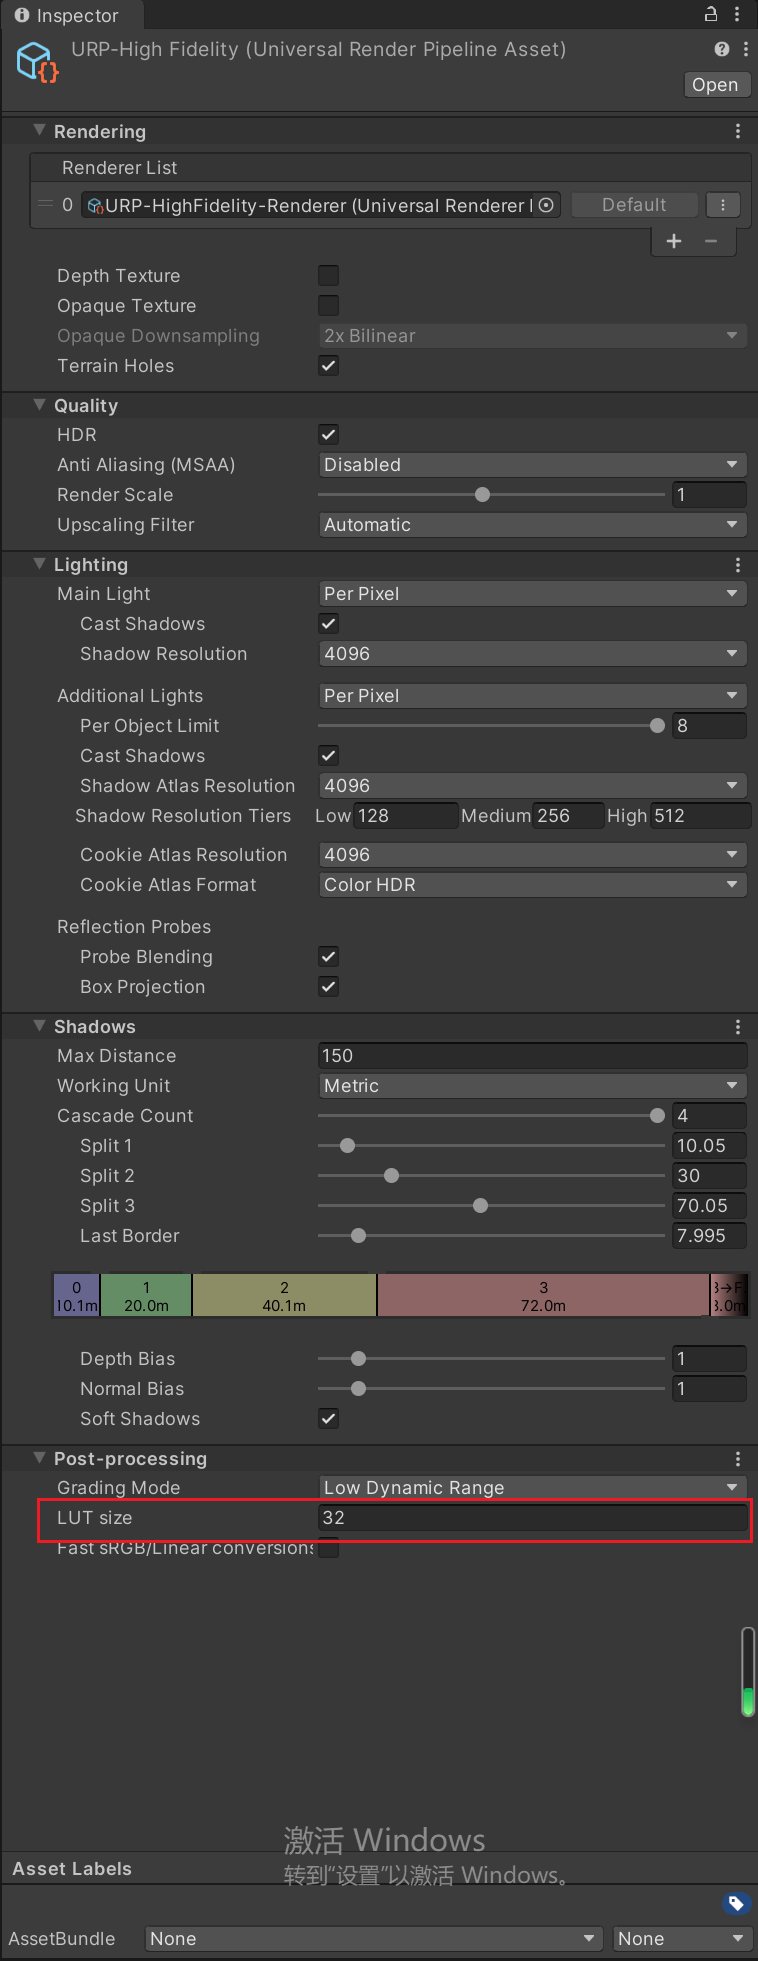 Inspector
URP-High Fidelity (Universal Render Pipeline Asset)
Open
Rendering
Renderer List
0 URP-HighFidelity-Renderer (Universal Renderer Default
Depth Texture
Opaque Texture
Opaque Downsampling 2x Bilinear
Terrain Holes
Quality
HDR
Anti Aliasing (MSAA) Disabled
Render Scale 1
Upscaling Filter Automatic
Lighting
Main Light Per Pixel
Cast Shadows
Shadow Resolution 4096
Additional Lights Per Pixel
Per Object Limit 8
Cast Shadows
Shadow Atlas Resolution 4096
Shadow Resolution Tiers Low 128 Medium 256 High 512
Cookie Atlas Resolution 4096
Cookie Atlas Format Color HDR
Reflection Probes
Probe Blending
Box Projection
Shadows
Max Distance 150
Working Unit Metric
Cascade Count 4
Split 1 10.05
Split 2 30
Split 3 70.05
Last Border 7.995
0 1 2 3 3→F
10.1m 20.0m 40.1m 72.0m 8.0m
Depth Bias 1
Normal Bias 1
Soft Shadows
Post-processing
Grading Mode Low Dynamic Range
LUT size 32
Fast sRGB/Linear conversions
激活 Windows
转到“设置”以激活 Windows。
Asset Labels
AssetBundle None None